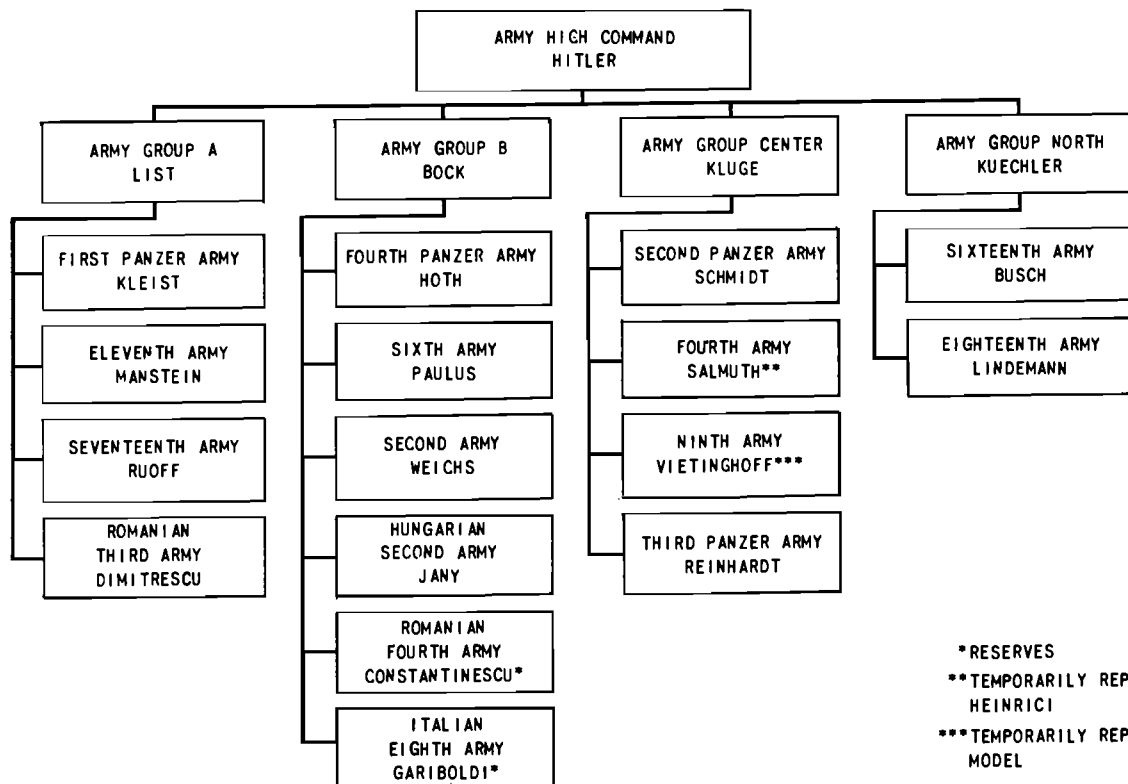 ARMY HIGH COMMAND
HITLER
ARMY GROUP A
LIST
FIRST PANZER ARMY
KLEIST
ELEVENTH ARMY
MANSTEIN
SEVENTEENTH ARMY
RUOFF
ROMANIAN
THIRD ARMY
DIMITRESCU
ARMY GROUP B
BOCK
FOURTH PANZER ARMY
HOTH
SIXTH ARMY
PAULUS
SECOND ARMY
WEICHS
HUNGARIAN
SECOND ARMY
JANY
ROMANIAN
FOURTH ARMY
CONSTANTINESCU*
ITALIAN
EIGHTH ARMY
GARIBOLDI*
ARMY GROUP CENTER
KLUGE
SECOND PANZER ARMY
SCHMIDT
FOURTH ARMY
SALMUTH**
NINTH ARMY
VIETINGHOFF***
THIRD PANZER ARMY
REINHARDT
ARMY GROUP NORTH
KUECHLER
SIXTEENTH ARMY
BUSCH
EIGHTEENTH ARMY
LINDEMANN
*RESERVES
**TEMPORARILY REP
HEINRICI
***TEMPORARILY REP
MODEL